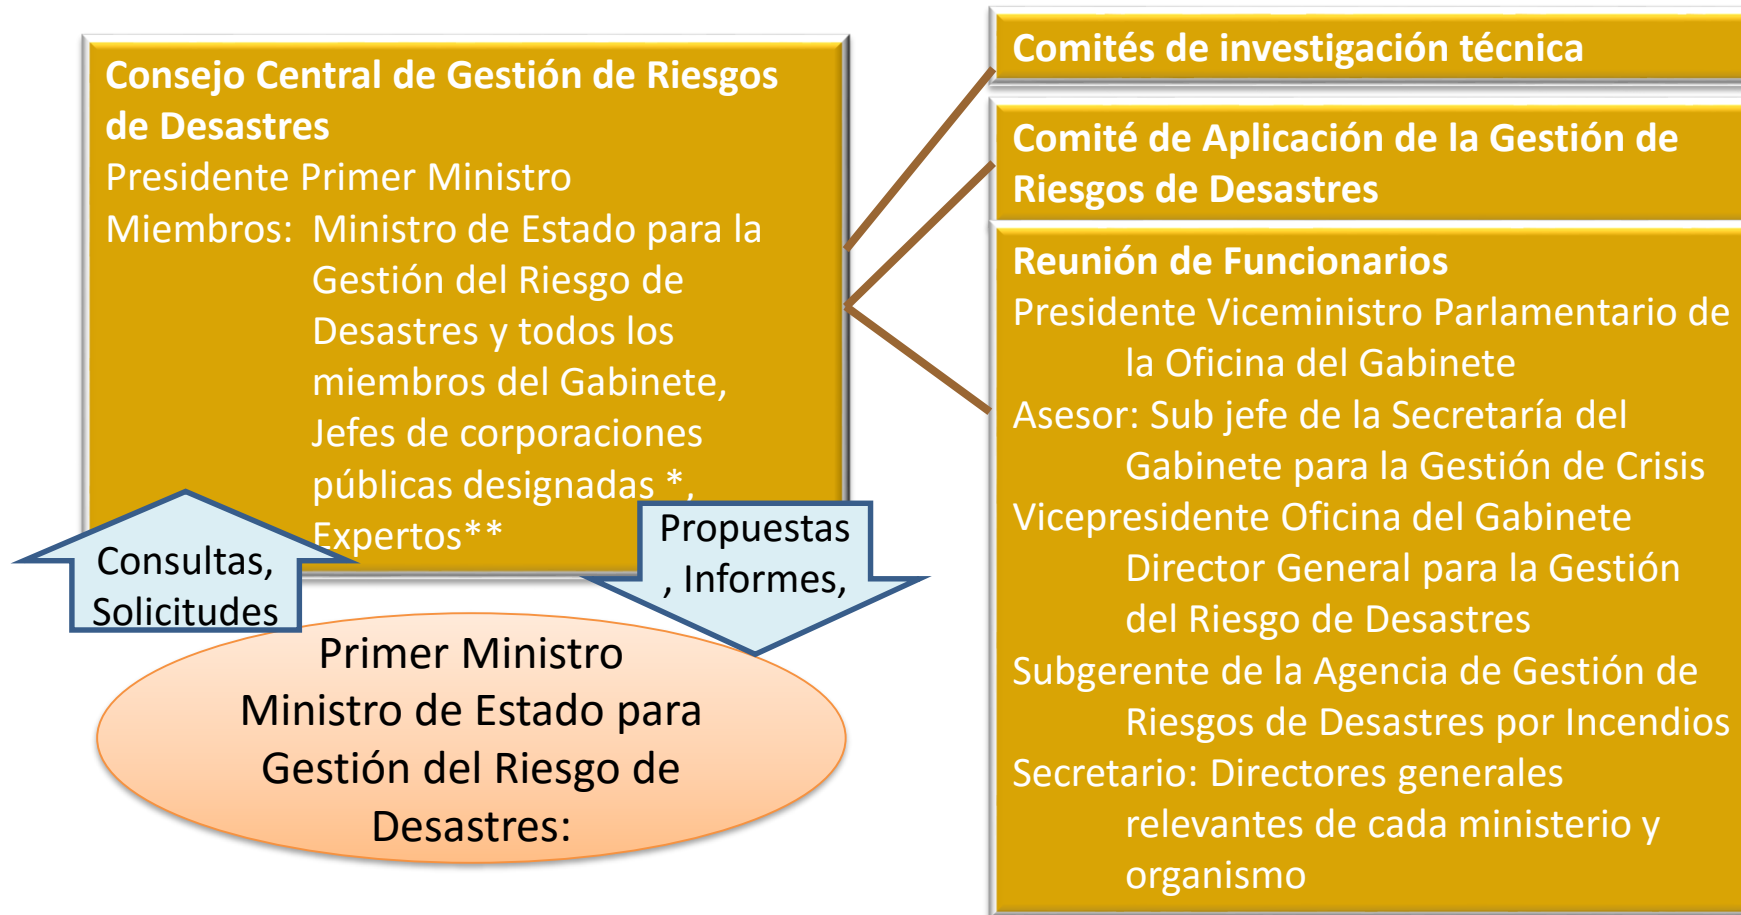 Consejo Central de Gestión de Riesgos
de Desastres
Presidente Primer Ministro
Miembros: Ministro de Estado para la
Gestión del Riesgo de
Desastres y todos los
miembros del Gabinete,
Jefes de corporaciones
públicas designadas *,
Expertos**
Consultas,
Solicitudes
Propuestas
, Informes,
Primer Ministro
Ministro de Estado para
Gestión del Riesgo de
Desastres:
Comités de investigación técnica
Comité de Aplicación de la Gestión de
Riesgos de Desastres
Reunión de Funcionarios
Presidente Viceministro Parlamentario de
la Oficina del Gabinete
Asesor: Sub jefe de la Secretaría del
Gabinete para la Gestión de Crisis
Vicepresidente Oficina del Gabinete
Director General para la Gestión
del Riesgo de Desastres
Subgerente de la Agencia de Gestión de
Riesgos de Desastres por Incendios
Secretario: Directores generales
relevantes de cada ministerio y
organismo